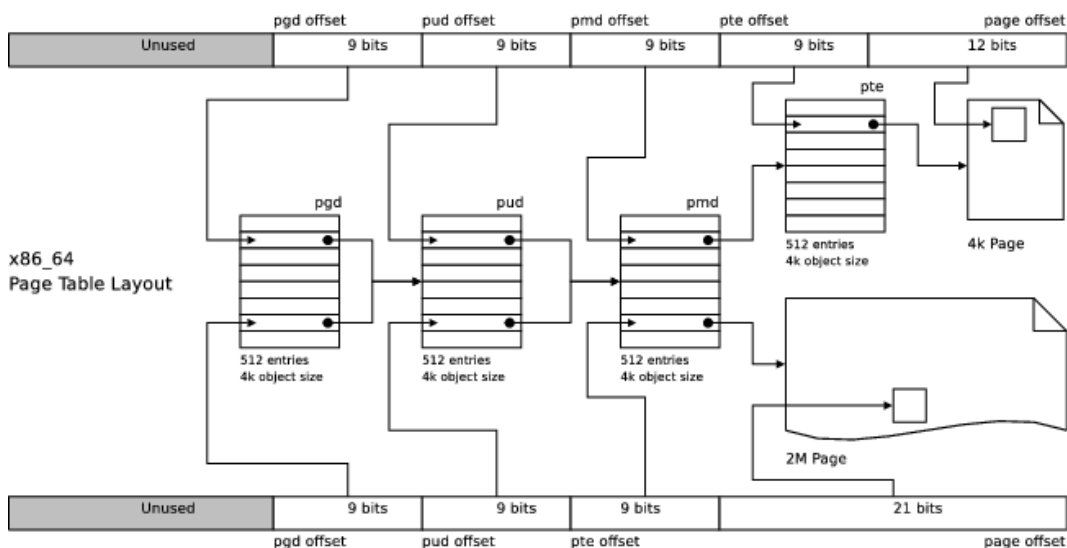 pgd offset pud offset pmd offset pte offset page offset
Unused 9 bits 9 bits 9 bits 9 bits 12 bits
pte
pgd pud pmd
512 entries
4k object size
4k Page
x86_64
Page Table Layout
512 entries 512 entries 512 entries
4k object size 4k object size 4k object size
2M Page
Unused 9 bits 9 bits 9 bits 21 bits
pgd offset pud offset pte offset page offset